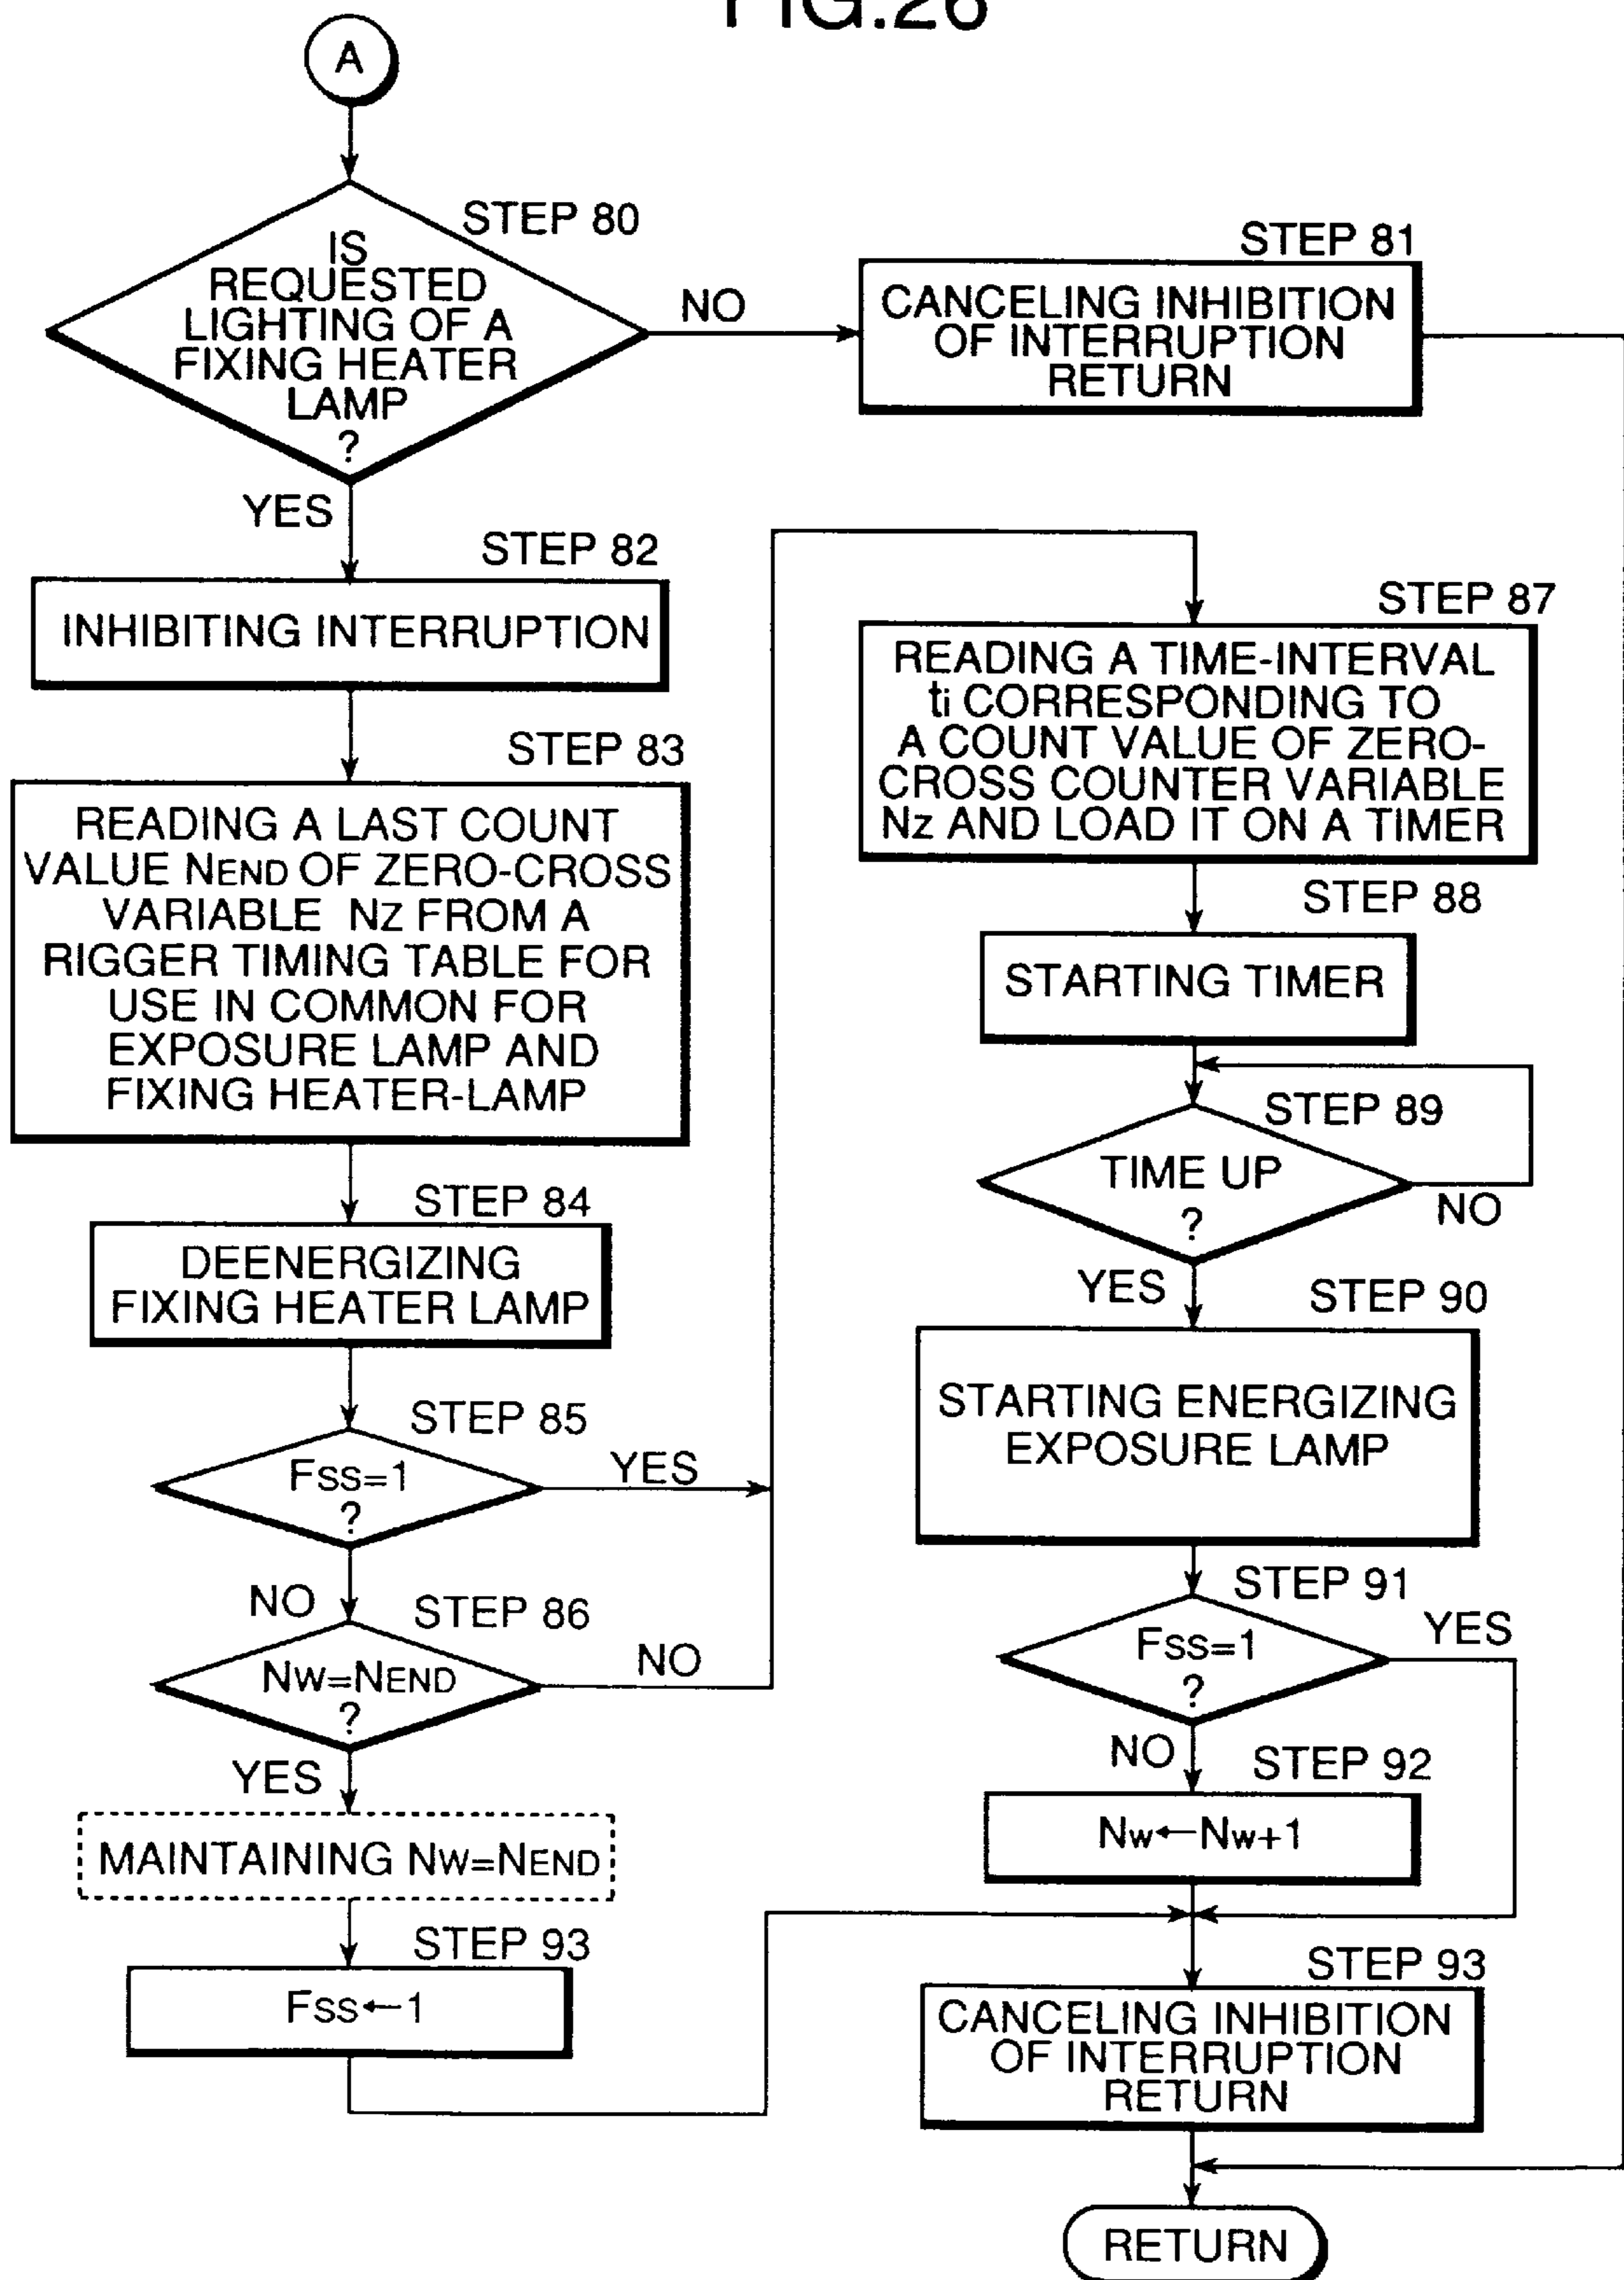 FIG.26
A
STEP 80
IS
REQUESTED
LIGHTING OF A
FIXING HEATER
LAMP
?
NO
YES
STEP 81
CANCELING INHIBITION
OF INTERRUPTION
RETURN
STEP 82
INHIBITING INTERRUPTION
STEP 83
READING A LAST COUNT
VALUE NEND OF ZERO-CROSS
VARIABLE NZ FROM A
RIGGER TIMING TABLE FOR
USE IN COMMON FOR
EXPOSURE LAMP AND
FIXING HEATER-LAMP
STEP 84
DEENERGIZING
FIXING HEATER LAMP
STEP 85
FSS=1
?
YES
NO
STEP 86
NW=NEND
?
NO
YES
MAINTAINING NW=NEND
STEP 93
FSS←1
STEP 87
READING A TIME-INTERVAL
ti CORRESPONDING TO
A COUNT VALUE OF ZERO-
CROSS COUNTER VARIABLE
Nz AND LOAD IT ON A TIMER
STEP 88
STARTING TIMER
STEP 89
TIME UP
?
NO
YES
STEP 90
STARTING ENERGIZING
EXPOSURE LAMP
STEP 91
FSS=1
?
YES
NO
STEP 92
NW←NW+1
STEP 93
CANCELING INHIBITION
OF INTERRUPTION
RETURN
RETURN